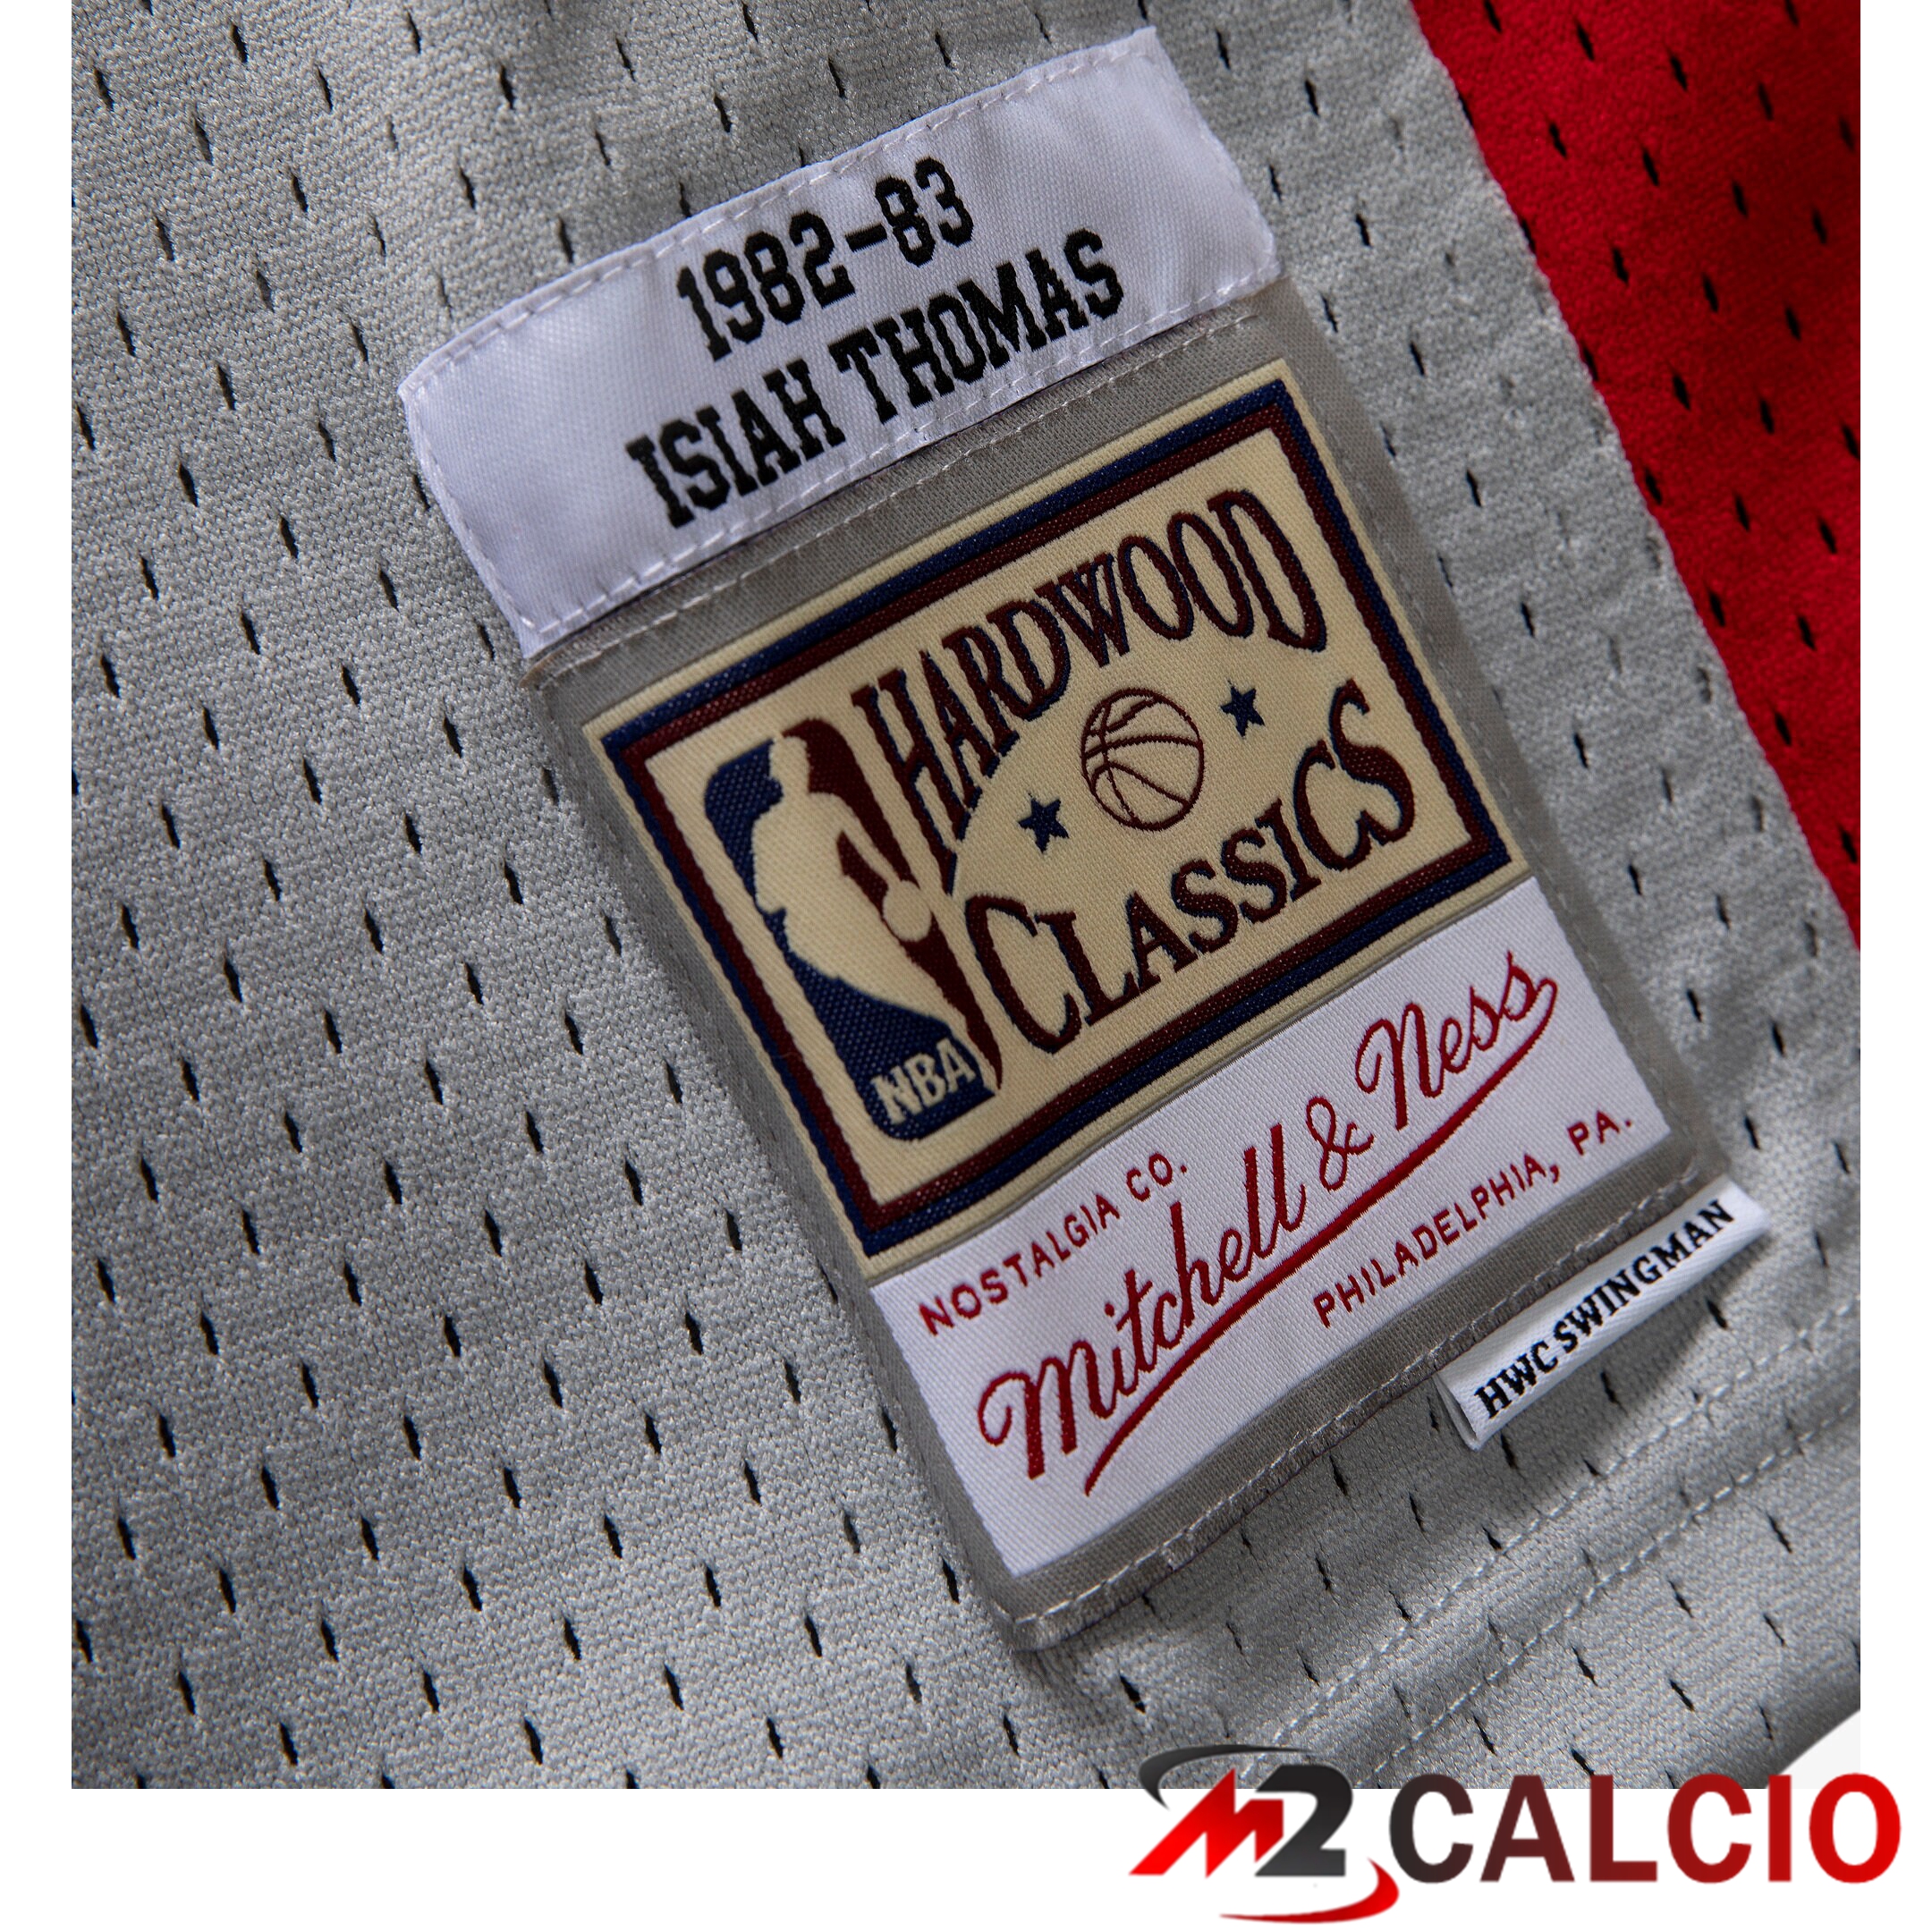 1982-83
ISIAH THOMAS
HARDWOOD
CLASSICS
NBA
NOSTALGIA CO.
Mitchell & Ness
PHILADELPHIA, PA.
HWC SWINGMAN
M2CALCIO